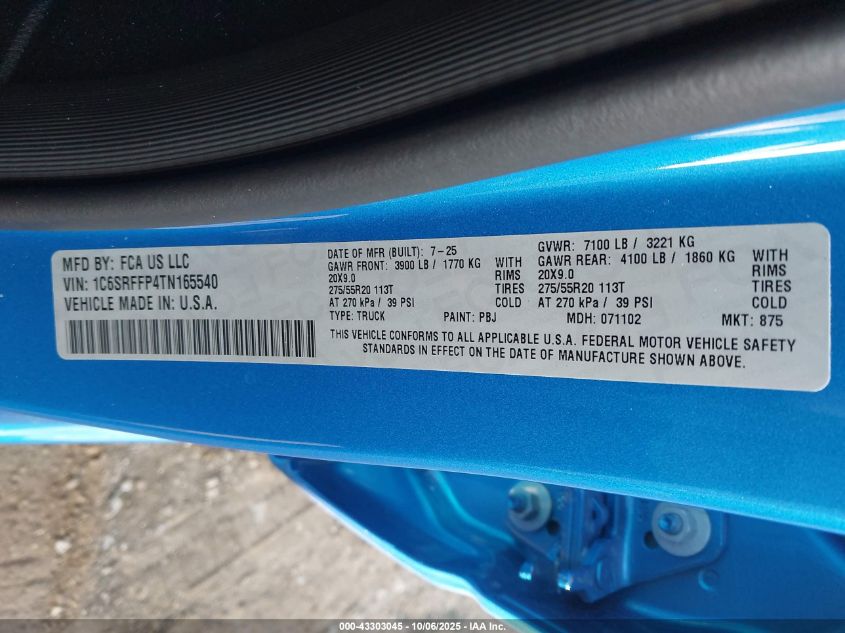 MFD BY: FCA US LLC
VIN: 1C6SRFFP4TN165540
VEHICLE MADE IN: U.S.A.
DATE OF MFR (BUILT): 7-25
GAWR FRONT: 3900 LB / 1770 KG WITH
20X9.0 RIMS
275/55R20 113T TIRES
AT 270 kPa / 39 PSI COLD
TYPE: TRUCK PAINT: PBJ
GVWR: 7100 LB / 3221 KG
GAWR REAR: 4100 LB / 1860 KG WITH
20X9.0 RIMS
275/55R20 113T TIRES
AT 270 kPa / 39 PSI COLD
MDH: 071102 MKT: 875
THIS VEHICLE CONFORMS TO ALL APPLICABLE U.S.A. FEDERAL MOTOR VEHICLE SAFETY
STANDARDS IN EFFECT ON THE DATE OF MANUFACTURE SHOWN ABOVE.
000-43303045 - 10/06/2025 - IAA Inc.